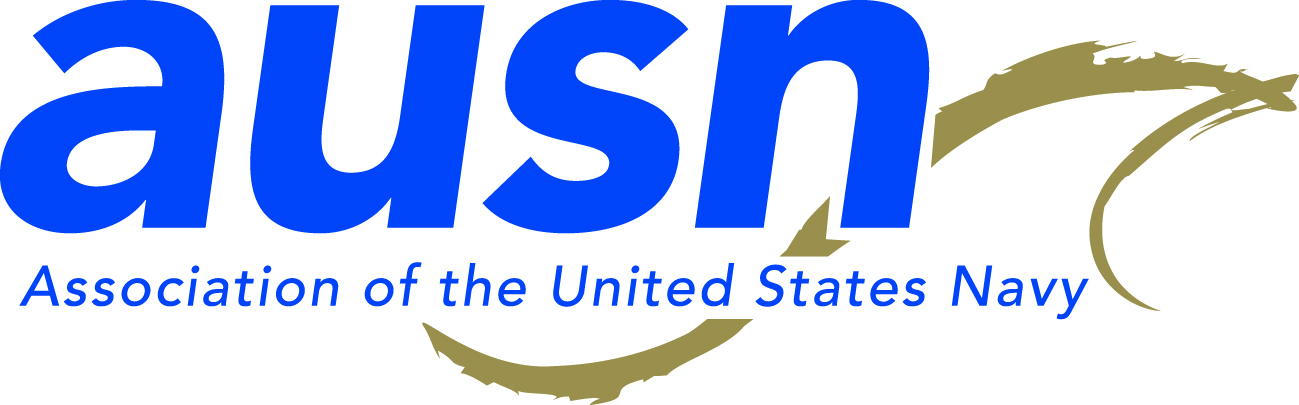 ausn
Association of the United States Navy